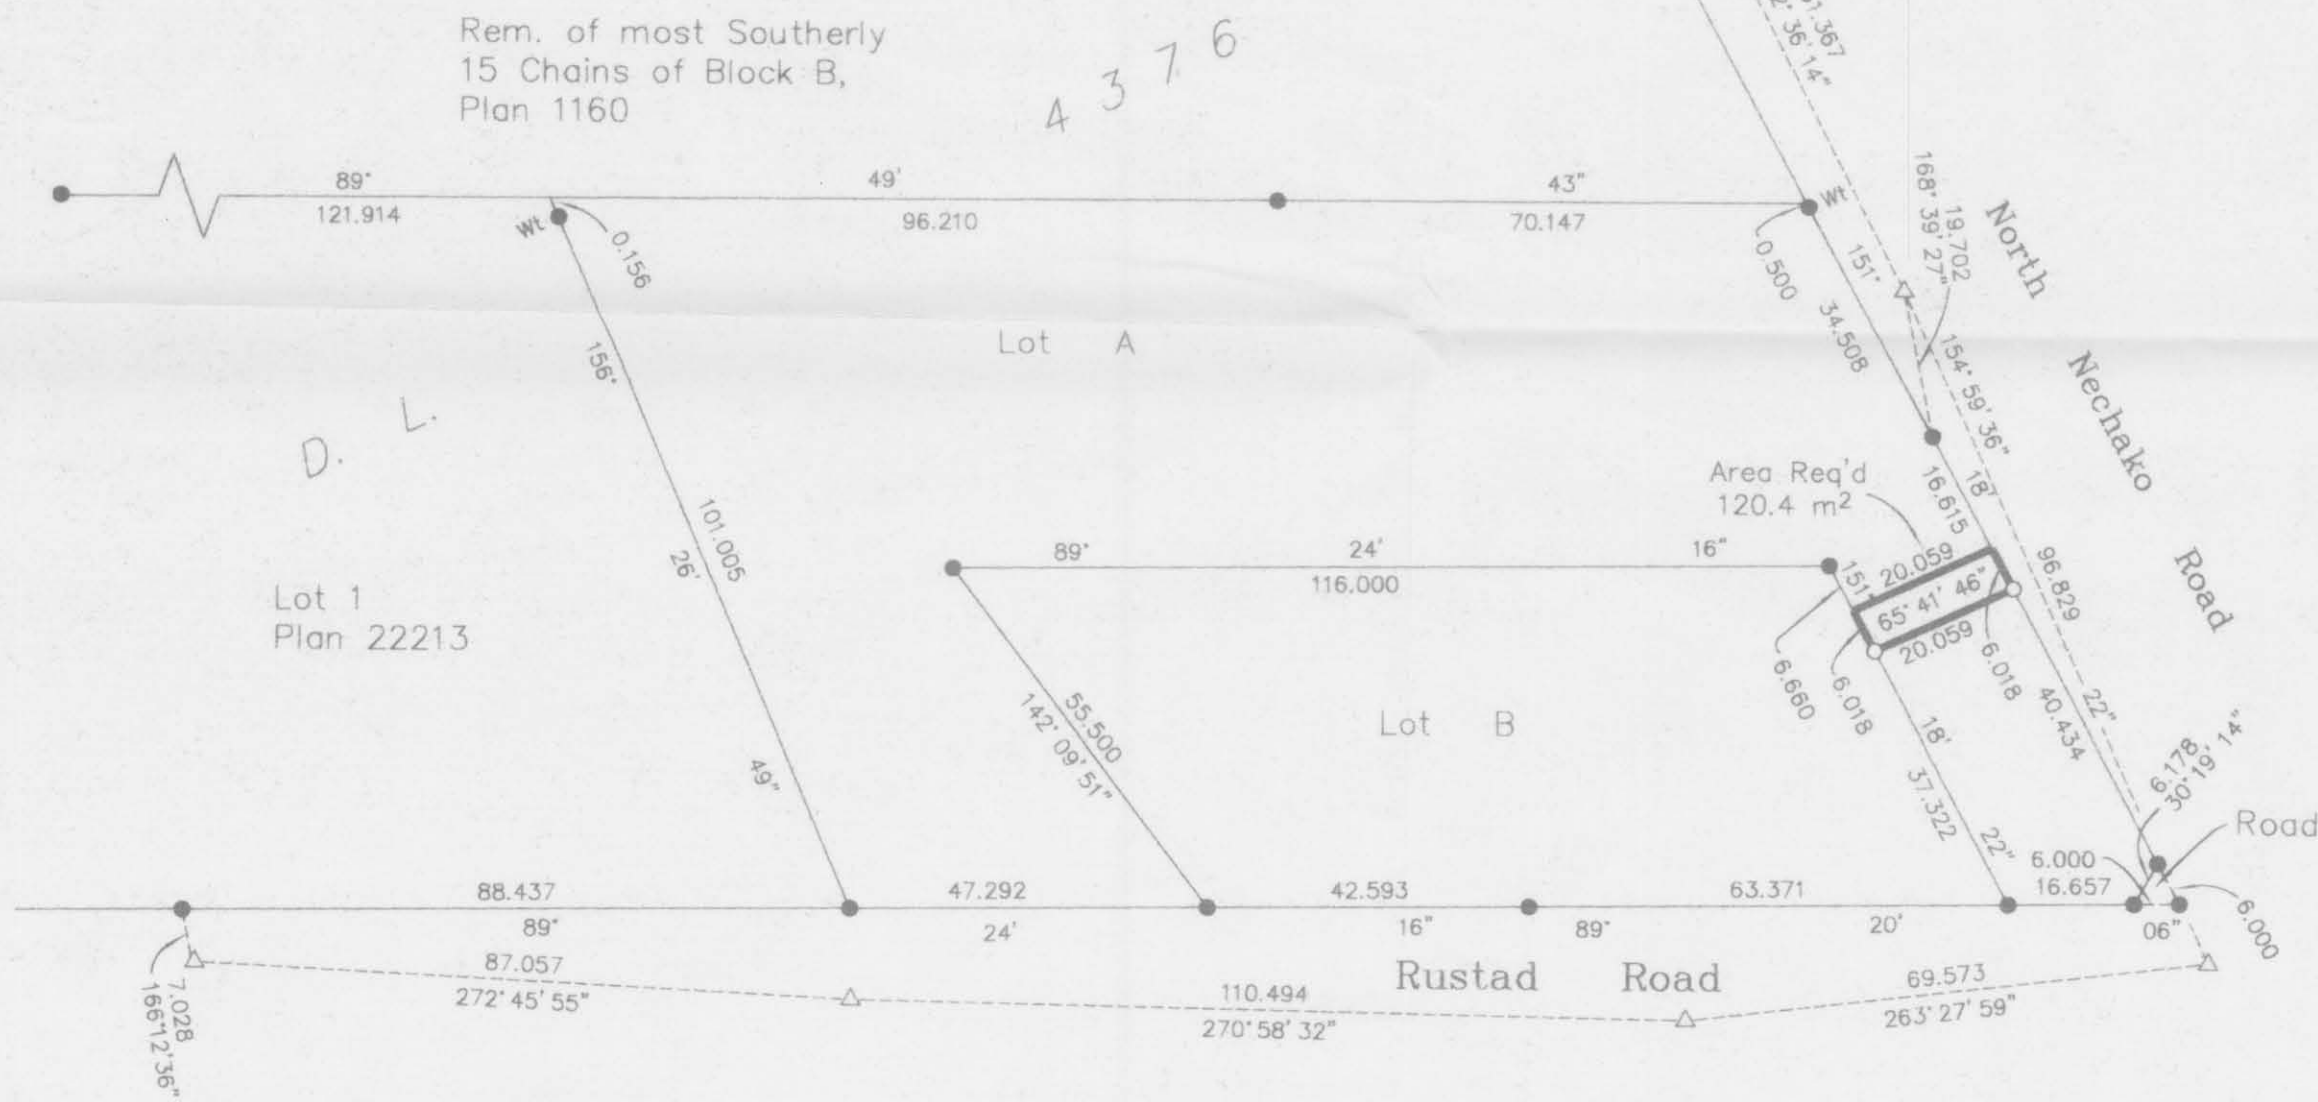 Rem. of most Southerly
15 Chains of Block B,
Plan 1160
4 3 7 6
36' 14"
89° 49' 43"
121.914 96.210 70.147
Wt
0.156
Wt
0.500
151°
34.508
168° 39' 27"
19.702
North Nechako Road
154° 59' 36"
96.829
156° 26' 49"
101.005
Lot A
D. L.
Lot 1
Plan 22213
Area Req'd
120.4 m2
16.615
18'
89° 24' 16"
116.000
151°
20.059
65° 41' 46"
20.059
6.660
6.018
6.018
40.434
22"
55.500
142° 09' 51"
Lot B
18'
37.322
22"
6.178
30° 19' 14"
Road
6.000
16.657
6.000
88.437 47.292 42.593 63.371
89° 24' 16" 89° 20' 06"
7.028
166°12'36"
87.057
272° 45' 55"
110.494
270° 58' 32"
Rustad Road
69.573
263° 27' 59"